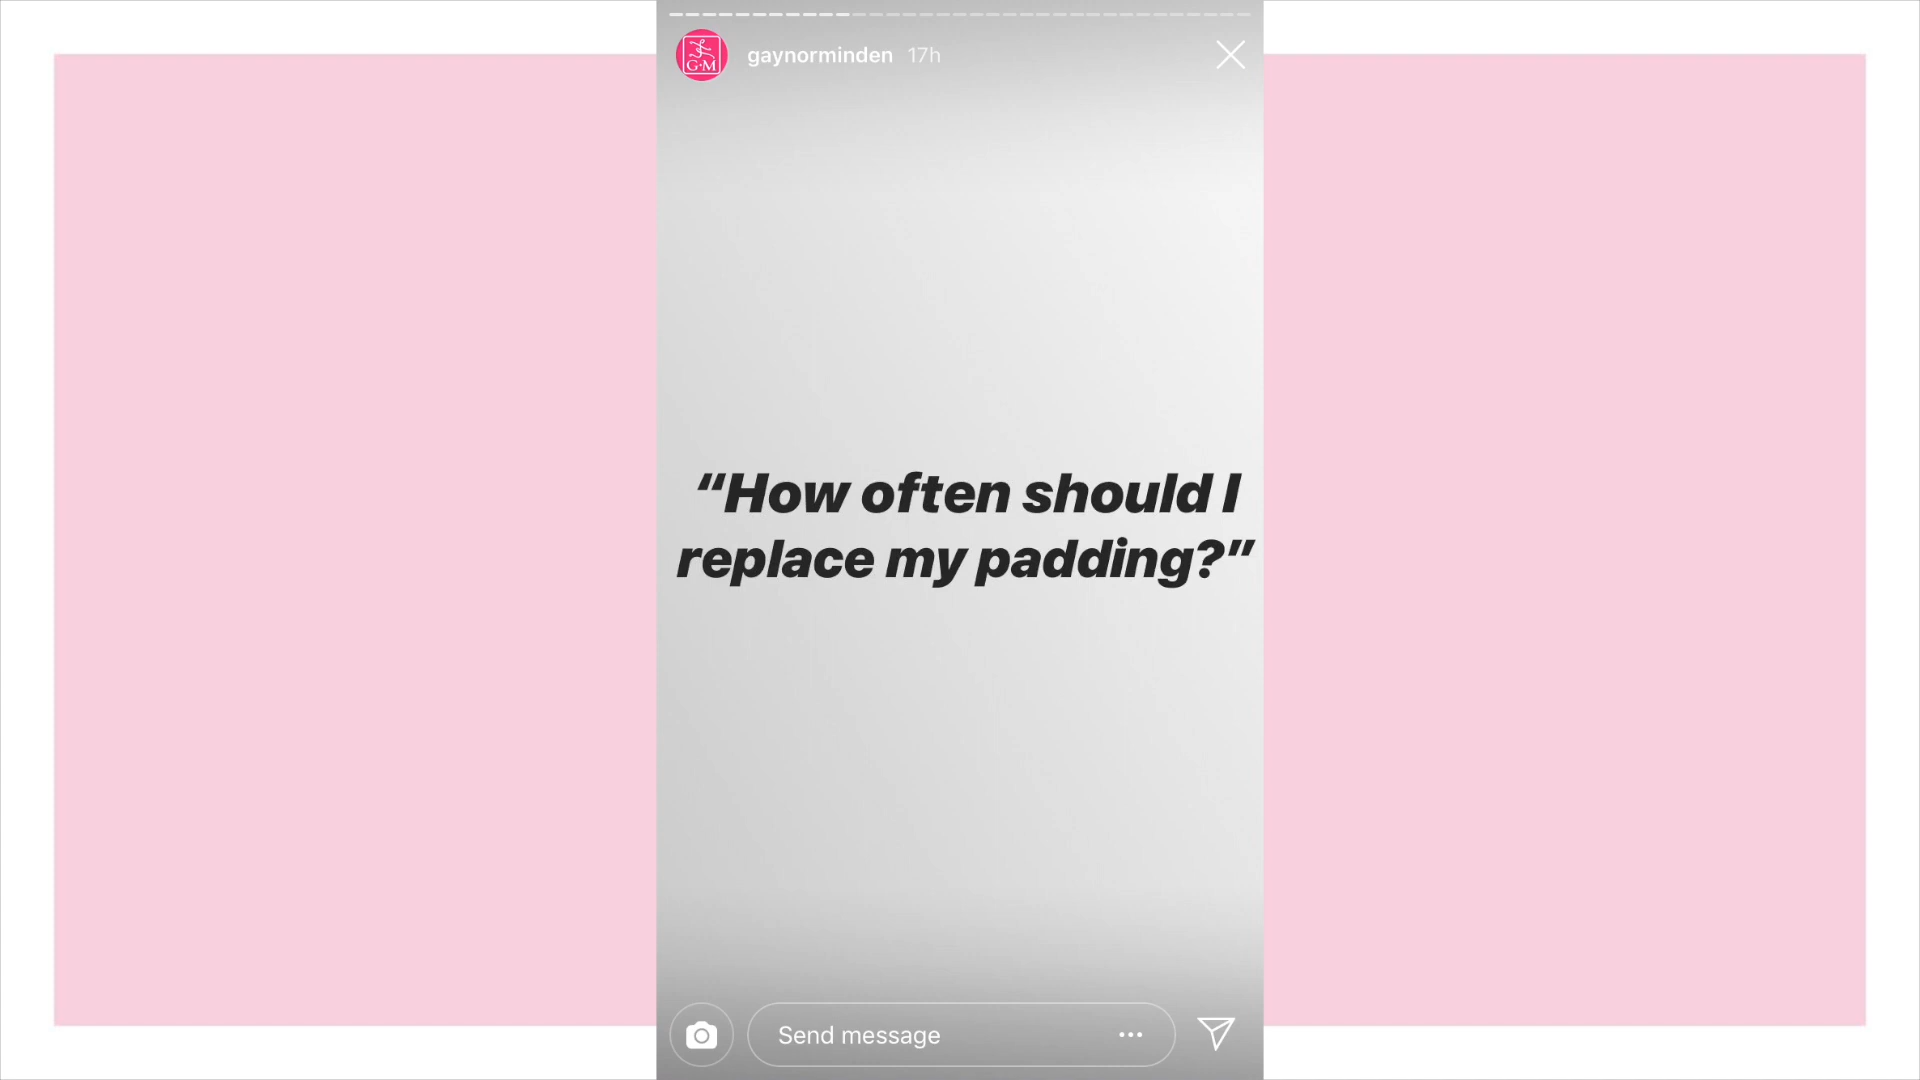 G·M
gaynorminden 17h
“How often should I
replace my padding?”
Send message